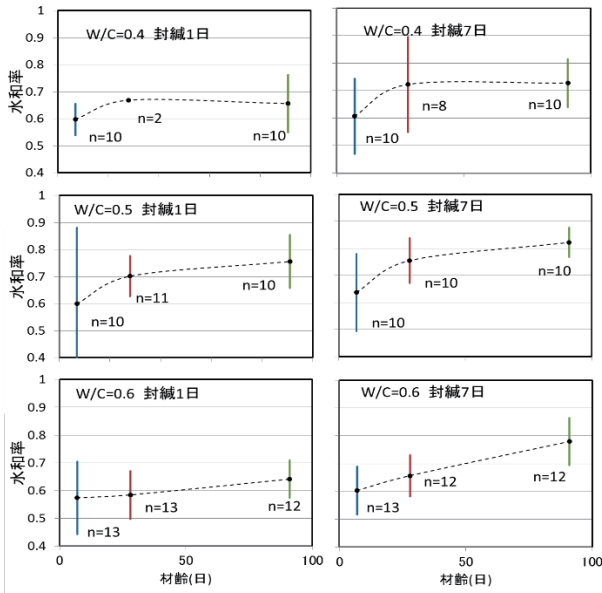 1
W/C=0.4 封緘1日
W/C=0.4 封緘7日
0.9
0.8
水和率
0.7
0.6
n=2
n=8
n=10
n=10
n=10
n=10
0.5
0.4
1
W/C=0.5 封緘1日
W/C=0.5 封緘7日
0.9
0.8
水和率
0.7
n=11
n=10
n=10
n=10
0.6
n=10
n=10
0.5
0.4
1
W/C=0.6 封緘1日
W/C=0.6 封緘7日
0.9
0.8
水和率
0.7
0.6
n=13
n=13
n=12
n=13
n=12
n=12
0.5
0.4
0 50 100
0 50 100
材齢(日)
材齢(日)